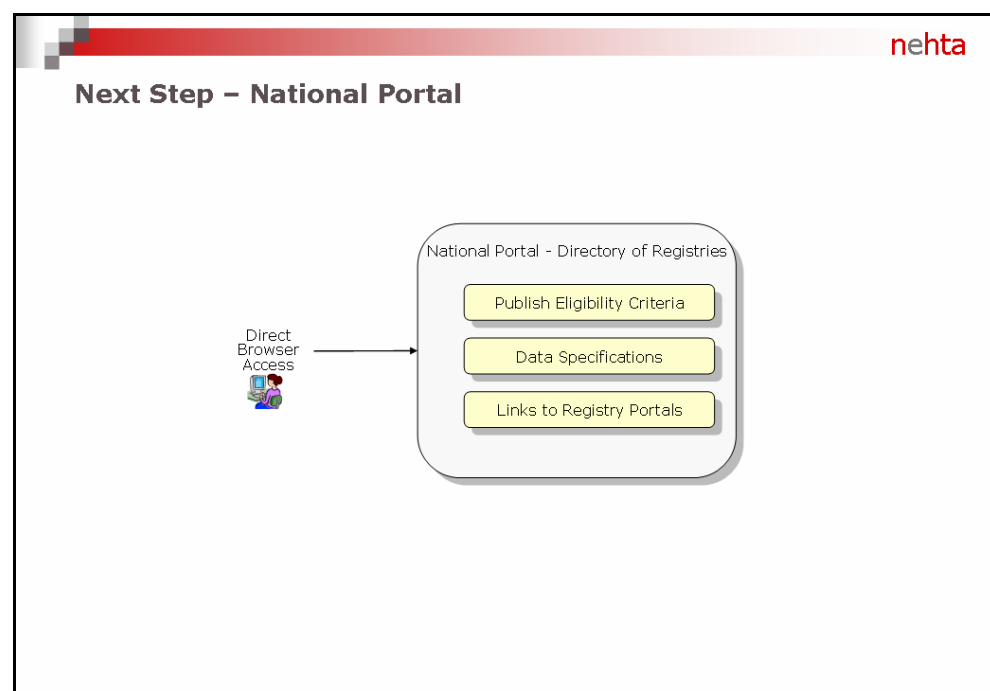 nehta
Next Step – National Portal
National Portal - Directory of Registries
Publish Eligibility Criteria
Direct
Browser
Access
Data Specifications
Links to Registry Portals